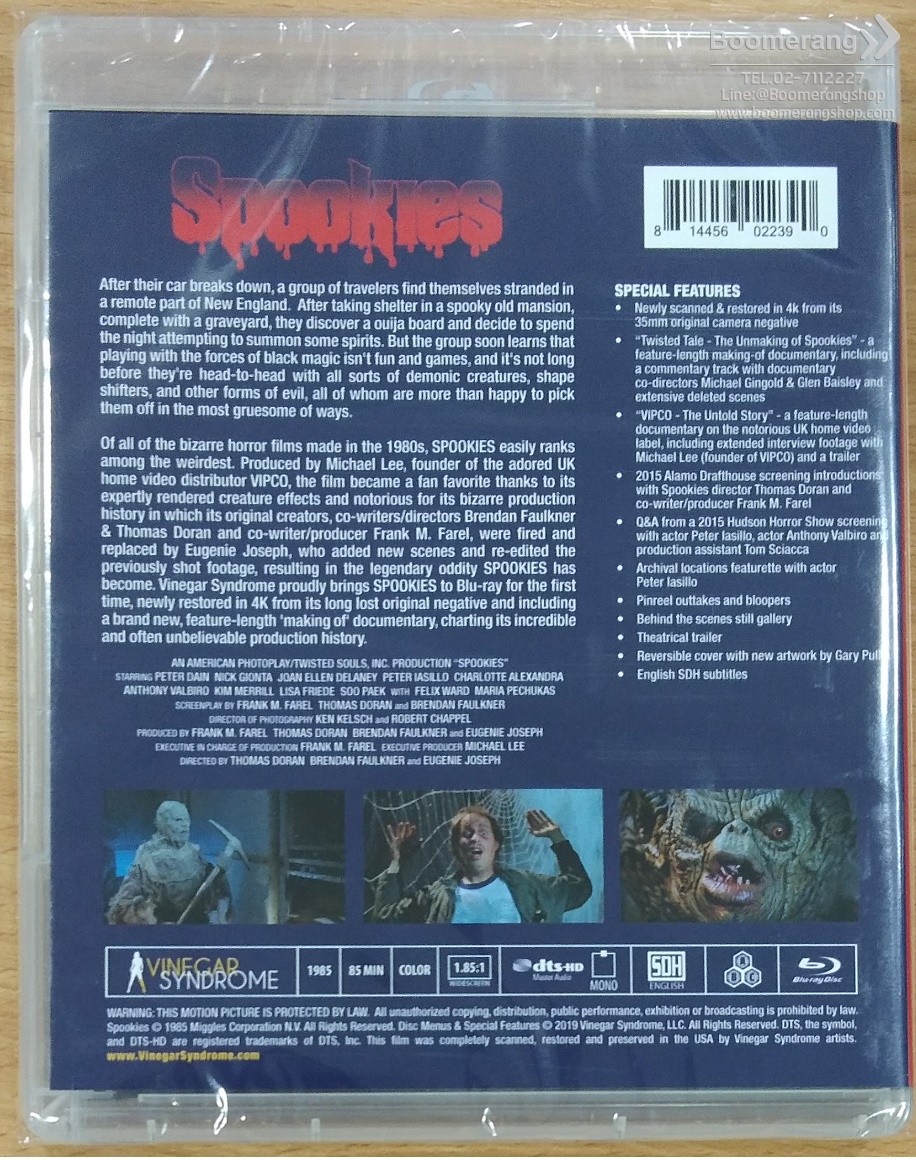 Boomerang
TEL.02-7112227
Line:@Boomerangshop
www.boomerangshop.com
Spookies
8 14456 02239 0
After their car breaks down, a group of travelers find themselves stranded in
a remote part of New England. After taking shelter in a spooky old mansion,
complete with a graveyard, they discover a ouija board and decide to spend
the night attempting to summon some spirits. But the group soon learns that
playing with the forces of black magic isn't fun and games, and it's not long
before they're head-to-head with all sorts of demonic creatures, shape
shifters, and other forms of evil, all of whom are more than happy to pick
them off in the most gruesome of ways.
Of all of the bizarre horror films made in the 1980s, SPOOKIES easily ranks
among the weirdest. Produced by Michael Lee, founder of the adored UK
home video distributor VIPCO, the film became a fan favorite thanks to its
expertly rendered creature effects and notorious for its bizarre production
history in which its original creators, co-writers/directors Brendan Faulkner
& Thomas Doran and co-writer/producer Frank M. Farel, were fired and
replaced by Eugenie Joseph, who added new scenes and re-edited the
previously shot footage, resulting in the legendary oddity SPOOKIES has
become. Vinegar Syndrome proudly brings SPOOKIES to Blu-ray for the first
time, newly restored in 4K from its long lost original negative and including
a brand new, feature-length 'making of' documentary, charting its incredible
and often unbelievable production history.
AN AMERICAN PHOTOPLAY/TWISTED SOULS, INC. PRODUCTION "SPOOKIES"
STARRING PETER DAIN NICK GIONTA JOAN ELLEN DELANEY PETER IASILLO CHARLOTTE ALEXANDRA
ANTHONY VALBIRO KIM MERRILL LISA FRIEDE SOO PAEK WITH FELIX WARD MARIA PECHUKAS
SCREENPLAY BY FRANK M. FAREL THOMAS DORAN and BRENDAN FAULKNER
DIRECTOR OF PHOTOGRAPHY KEN KELSCH and ROBERT CHAPPEL
PRODUCED BY FRANK M. FAREL THOMAS DORAN BRENDAN FAULKNER and EUGENIE JOSEPH
EXECUTIVE IN CHARGE OF PRODUCTION FRANK M. FAREL EXECUTIVE PRODUCER MICHAEL LEE
DIRECTED BY THOMAS DORAN BRENDAN FAULKNER and EUGENIE JOSEPH
SPECIAL FEATURES
• Newly scanned & restored in 4k from its
35mm original camera negative
• "Twisted Tale - The Unmaking of Spookies" - a
feature-length making-of documentary, including
a commentary track with documentary
co-directors Michael Gingold & Glen Baisley and
extensive deleted scenes
• "VIPCO - The Untold Story" - a feature-length
documentary on the notorious UK home video
label, including extended interview footage with
Michael Lee (founder of VIPCO) and a trailer
• 2015 Alamo Drafthouse screening introductions
with Spookies director Thomas Doran and
co-writer/producer Frank M. Farel
• Q&A from a 2015 Hudson Horror Show screening
with actor Peter Iasillo, actor Anthony Valbiro and
production assistant Tom Sciacca
• Archival locations featurette with actor
Peter Iasillo
• Pinreel outtakes and bloopers
• Behind the scenes still gallery
• Theatrical trailer
• Reversible cover with new artwork by Gary
• English SDH subtitles
VINEGAR
SYNDROME
1985
85 MIN
COLOR
1.85:1
WIDESCREEN
dts-HD
Master Audio
MONO
SDH
ENGLISH
A B C
Blu-ray Disc
WARNING: THIS MOTION PICTURE IS PROTECTED BY LAW. All unauthorized copying, distribution, public performance, exhibition or broadcasting is prohibited by law.
Spookies © 1985 Miggles Corporation N.V. All Rights Reserved. Disc Menus & Special Features © 2019 Vinegar Syndrome, LLC. All Rights Reserved. DTS, the symbol,
and DTS-HD are registered trademarks of DTS, Inc. This film was completely scanned, restored and preserved in the USA by Vinegar Syndrome artists.
www.VinegarSyndrome.com